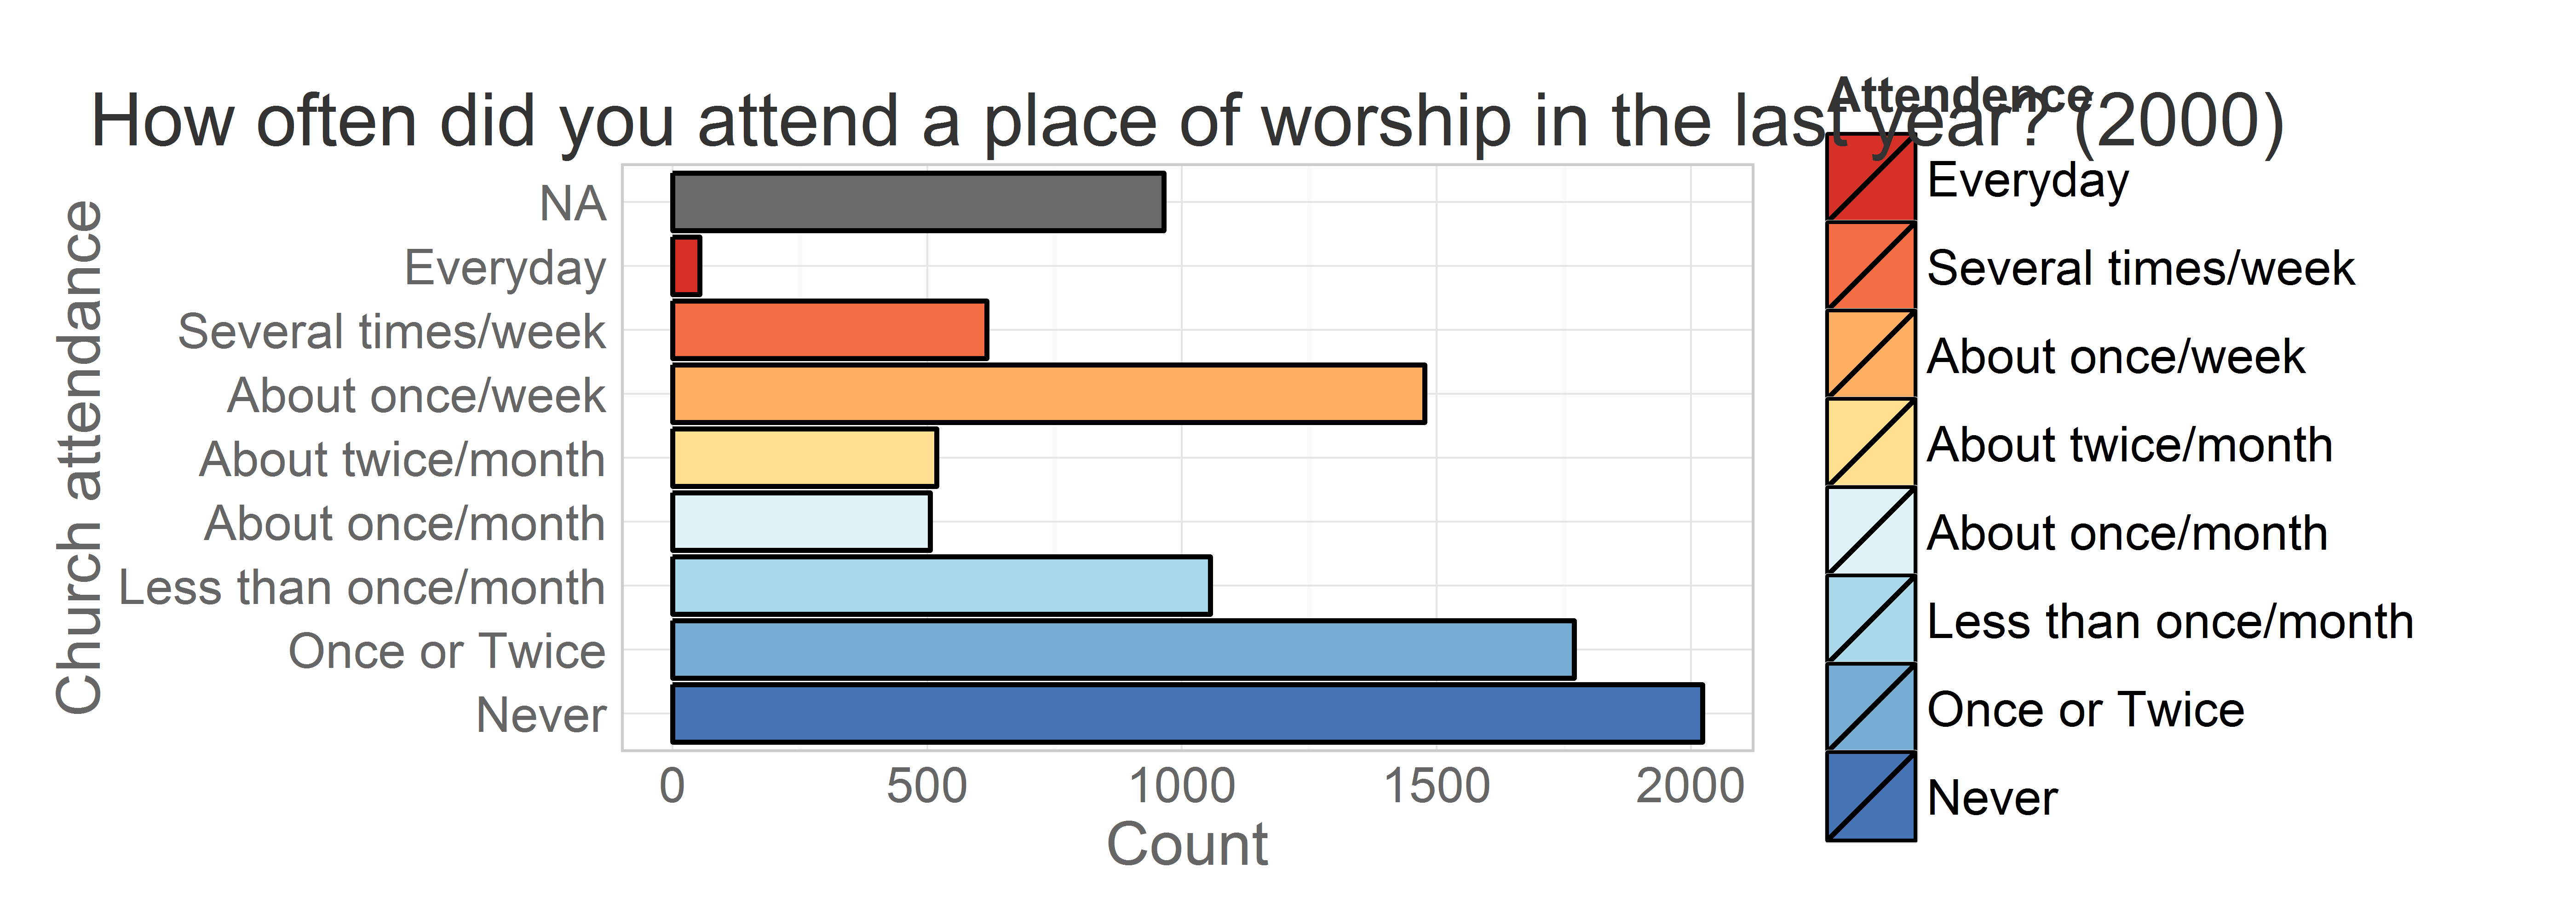 How often did you attend a place of worship in the last year? (2000)
Church attendance
NA
Everyday
Several times/week
About once/week
About twice/month
About once/month
Less than once/month
Once or Twice
Never
0 500 1000 1500 2000
Count
Attendence
Everyday
Several times/week
About once/week
About twice/month
About once/month
Less than once/month
Once or Twice
Never